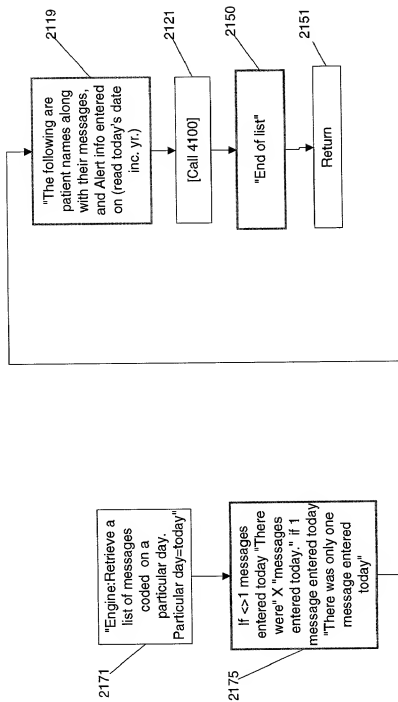 2119
"The following are
patient names along
with their messages,
and Alert info entered
on (read today's date
inc. yr.)
2121
[Call 4100]
2150
"End of list"
2151
Return
"Engine:Retrieve a
list of messages
coded on a
particular day.
Particular day=today"
2171
If <>1 messages
entered today "There
were" X "messages
entered today." if 1
message entered today
"There was only one
message entered
today"
2175